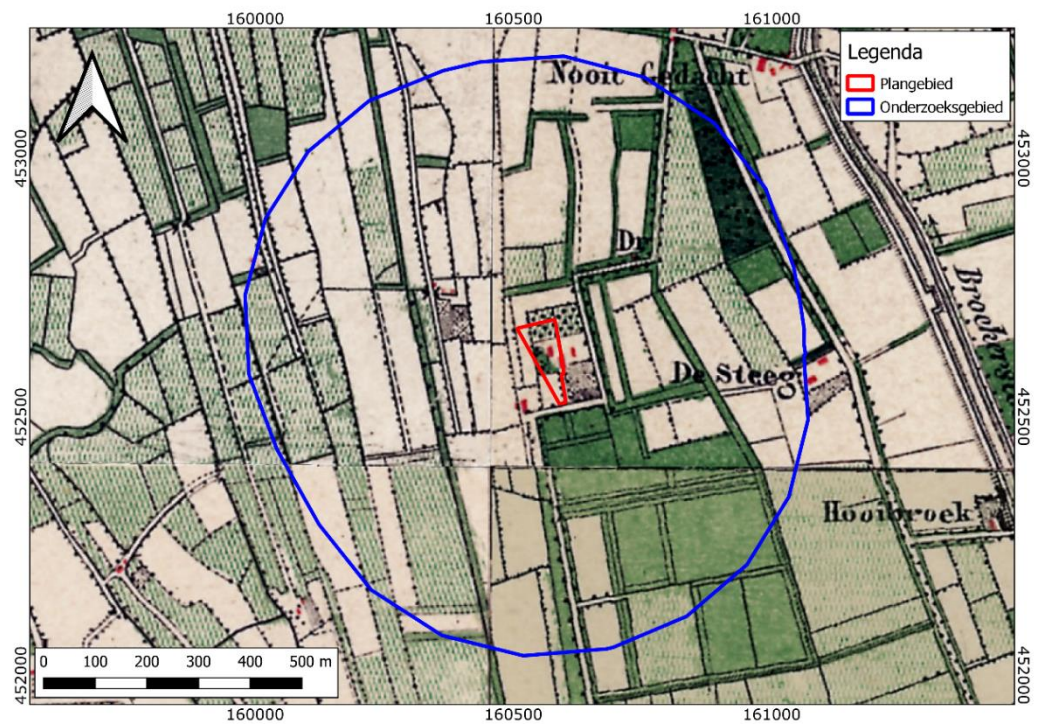 160000 160500 161000
Legenda
Plangebied
Onderzoeksgebied
Nooit Gedacht
453000 453000
Dr
De Steeg
452500 452500
Hooibroek
0 100 200 300 400 500 m
452000 452000
160000 160500 161000